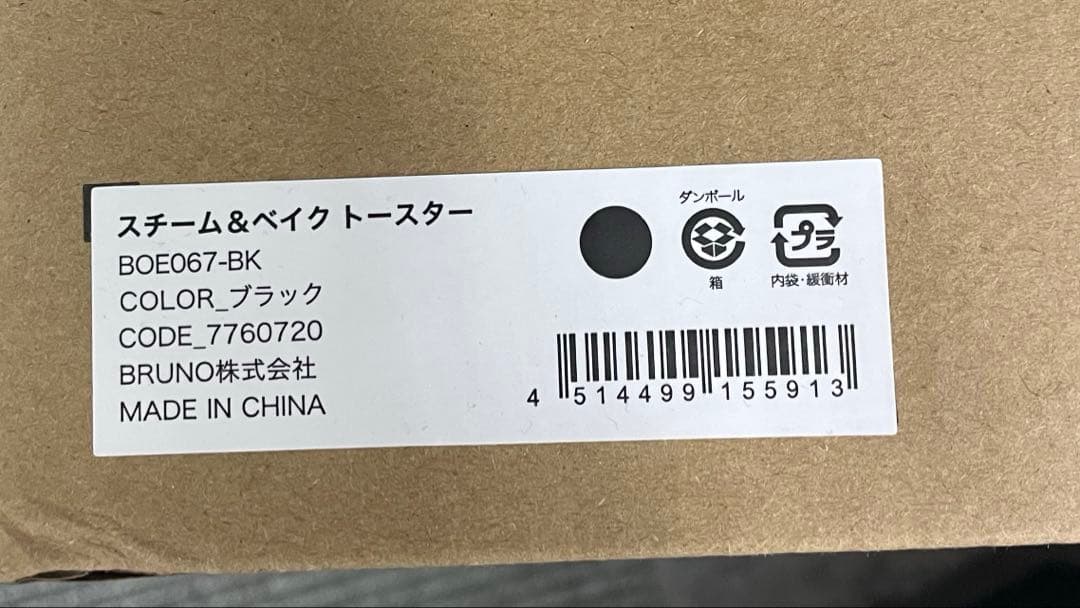 スチーム＆ベイク トースター
BOE067-BK
COLOR_ブラック
CODE_7760720
BRUNO株式会社
MADE IN CHINA
ダンボール
箱
プラ
内袋・緩衝材
4 514499 155913